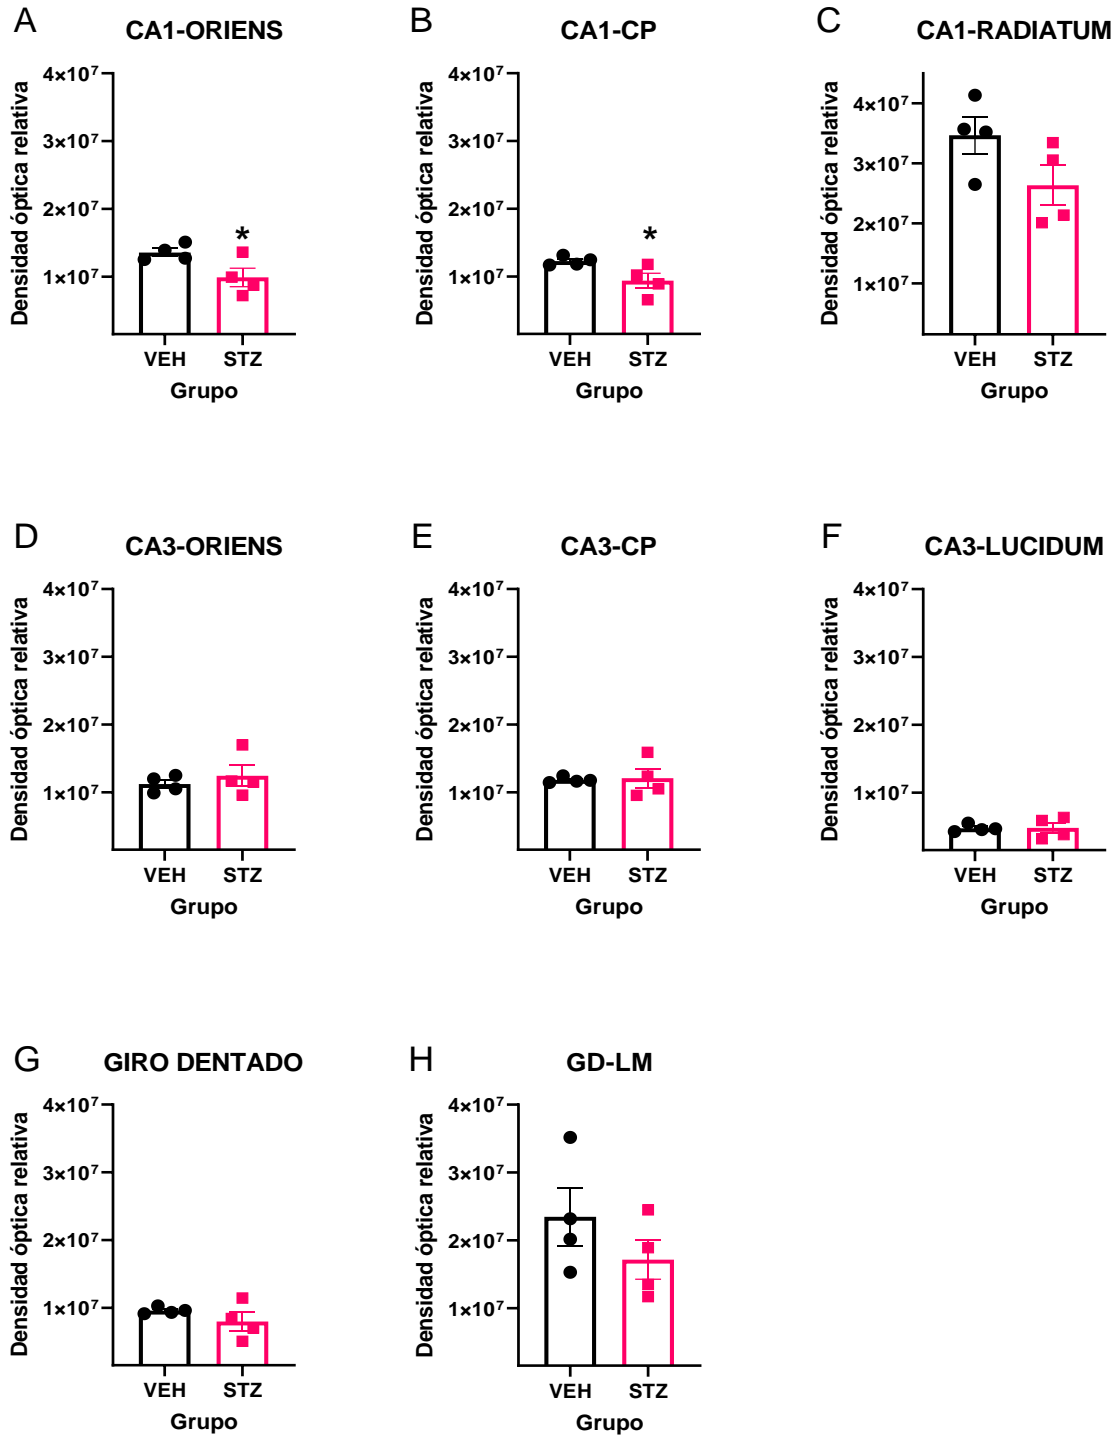 A
CA1-ORIENS
Densidad óptica relativa
4×10⁷
3×10⁷
2×10⁷
1×10⁷
*
VEH STZ
Grupo
B
CA1-CP
Densidad óptica relativa
4×10⁷
3×10⁷
2×10⁷
1×10⁷
*
VEH STZ
Grupo
C
CA1-RADIATUM
Densidad óptica relativa
4×10⁷
3×10⁷
2×10⁷
1×10⁷
VEH STZ
Grupo
D
CA3-ORIENS
Densidad óptica relativa
4×10⁷
3×10⁷
2×10⁷
1×10⁷
VEH STZ
Grupo
E
CA3-CP
Densidad óptica relativa
4×10⁷
3×10⁷
2×10⁷
1×10⁷
VEH STZ
Grupo
F
CA3-LUCIDUM
Densidad óptica relativa
4×10⁷
3×10⁷
2×10⁷
1×10⁷
VEH STZ
Grupo
G
GIRO DENTADO
Densidad óptica relativa
4×10⁷
3×10⁷
2×10⁷
1×10⁷
VEH STZ
Grupo
H
GD-LM
Densidad óptica relativa
4×10⁷
3×10⁷
2×10⁷
1×10⁷
VEH STZ
Grupo